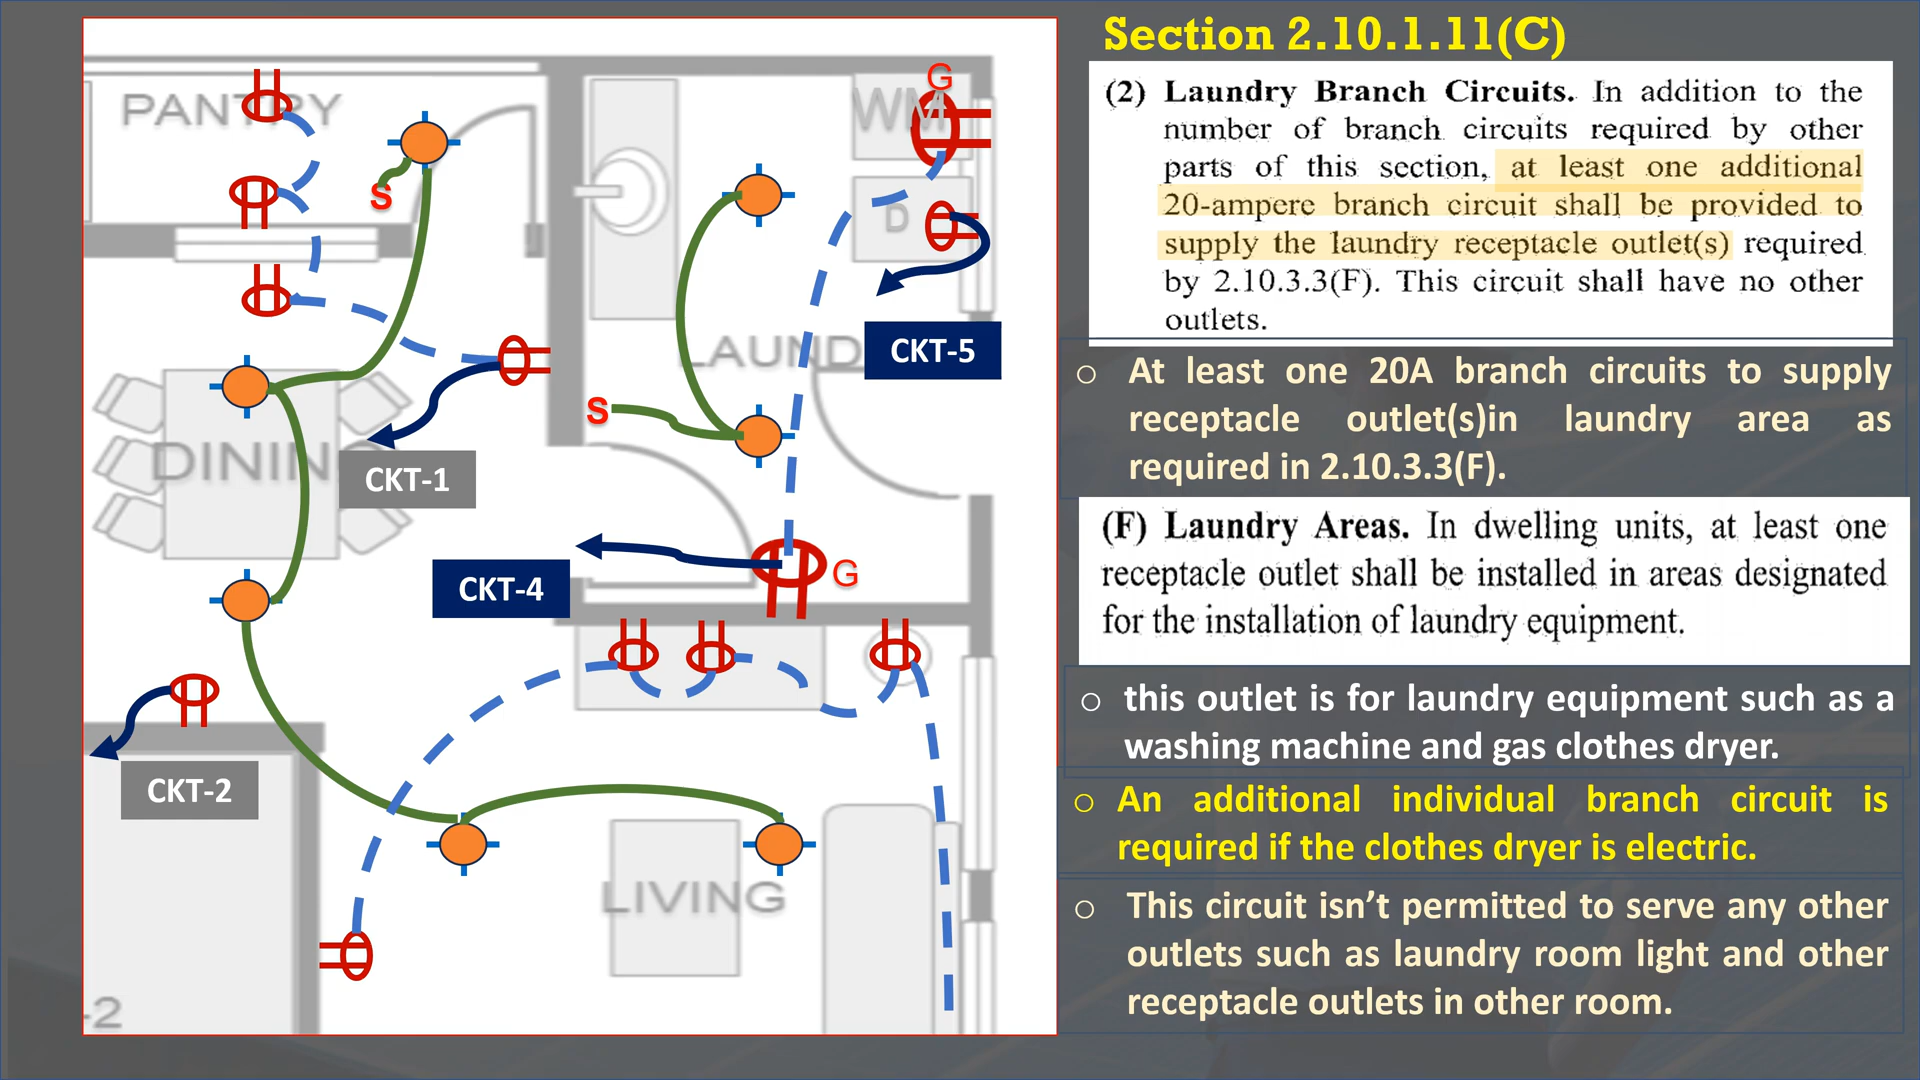 Section 2.10.1.11(C)
(2) Laundry Branch Circuits. In addition to the
number of branch circuits required by other
parts of this section, at least one additional
20-ampere branch circuit shall be provided to
supply the laundry receptacle outlet(s) required
by 2.10.3.3(F). This circuit shall have no other
outlets.
o At least one 20A branch circuits to supply
receptacle outlet(s)in laundry area as
required in 2.10.3.3(F).
(F) Laundry Areas. In dwelling units, at least one
receptacle outlet shall be installed in areas designated
for the installation of laundry equipment.
o this outlet is for laundry equipment such as a
washing machine and gas clothes dryer.
o An additional individual branch circuit is
required if the clothes dryer is electric.
o This circuit isn’t permitted to serve any other
outlets such as laundry room light and other
receptacle outlets in other room.
PANTRY
S
G
WM
D
CKT-5
LAUND
S
DINING
CKT-1
CKT-4
G
CKT-2
LIVING
-2